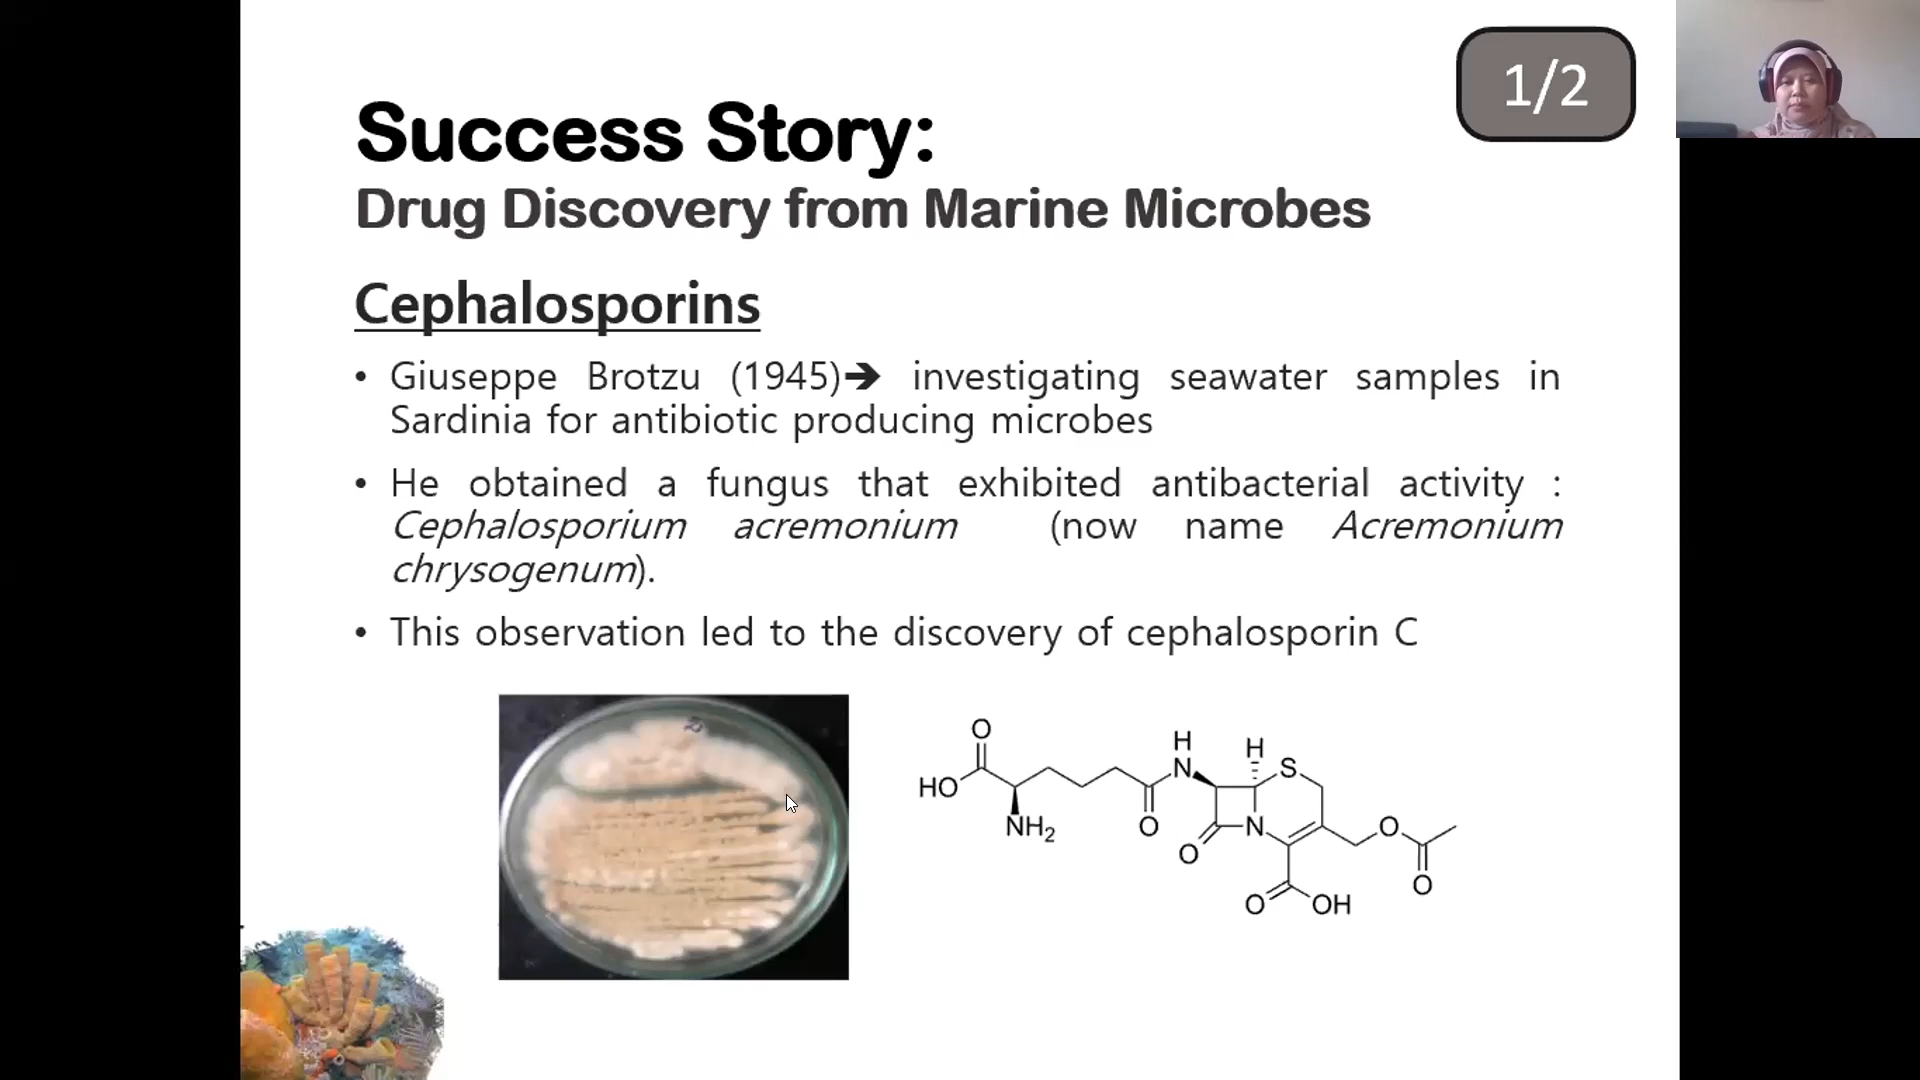 1/2
Success Story:
Drug Discovery from Marine Microbes
Cephalosporins
• Giuseppe Brotzu (1945)➔ investigating seawater samples in
Sardinia for antibiotic producing microbes
• He obtained a fungus that exhibited antibacterial activity :
Cephalosporium acremonium (now name Acremonium
chrysogenum).
• This observation led to the discovery of cephalosporin C
O
H
H
HO
N
S
NH2
O
O
N
O
O
O
OH